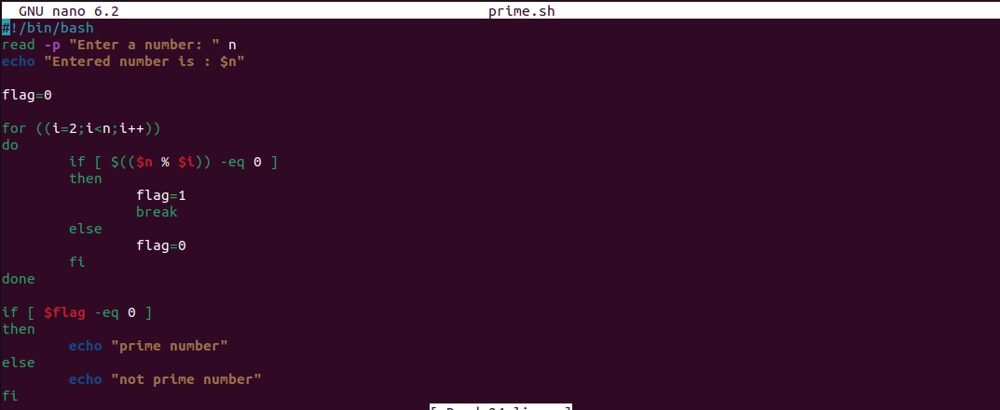 GNU nano 6.2 prime.sh
#!/bin/bash
read -p "Enter a number: " n
echo "Entered number is : $n"
flag=0
for ((i=2;i<n;i++))
do
if [ $(($n % $i)) -eq 0 ]
then
flag=1
break
else
flag=0
fi
done
if [ $flag -eq 0 ]
then
echo "prime number"
else
echo "not prime number"
fi